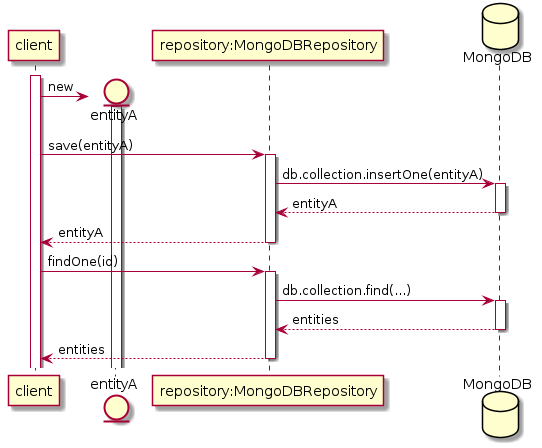 client
repository:MongoDBRepository
MongoDB
new
entityA
save(entityA)
db.collection.insertOne(entityA)
entityA
entityA
findOne(id)
db.collection.find(...)
entities
entities
client
entityA
repository:MongoDBRepository
MongoDB